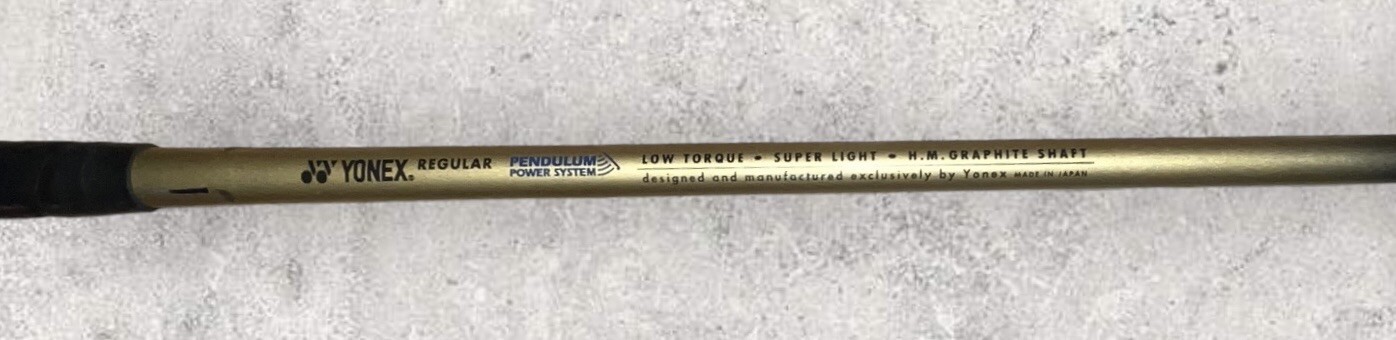 YONEX® REGULAR
PENDULUM
POWER SYSTEM
LOW TORQUE • SUPER LIGHT • H.M.GRAPHITE SHAFT
designed and manufactured exclusively by Yonex MADE IN JAPAN